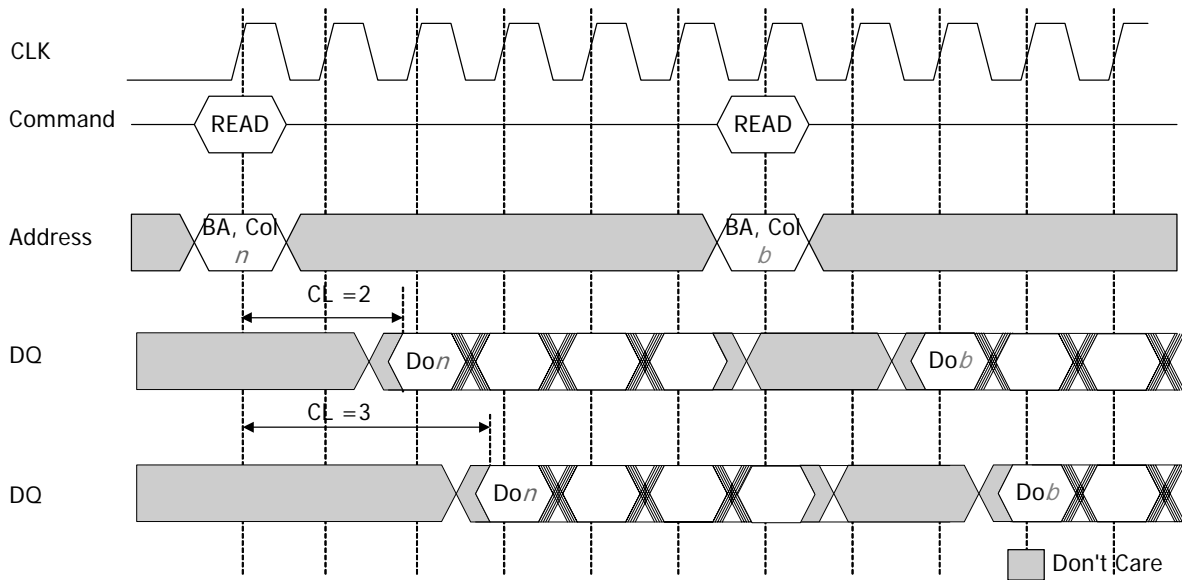 CLK
Command READ READ
Address BA, Col BA, Col
n b
CL =2
DQ Don Dob
CL =3
DQ Don Dob
Don't Care